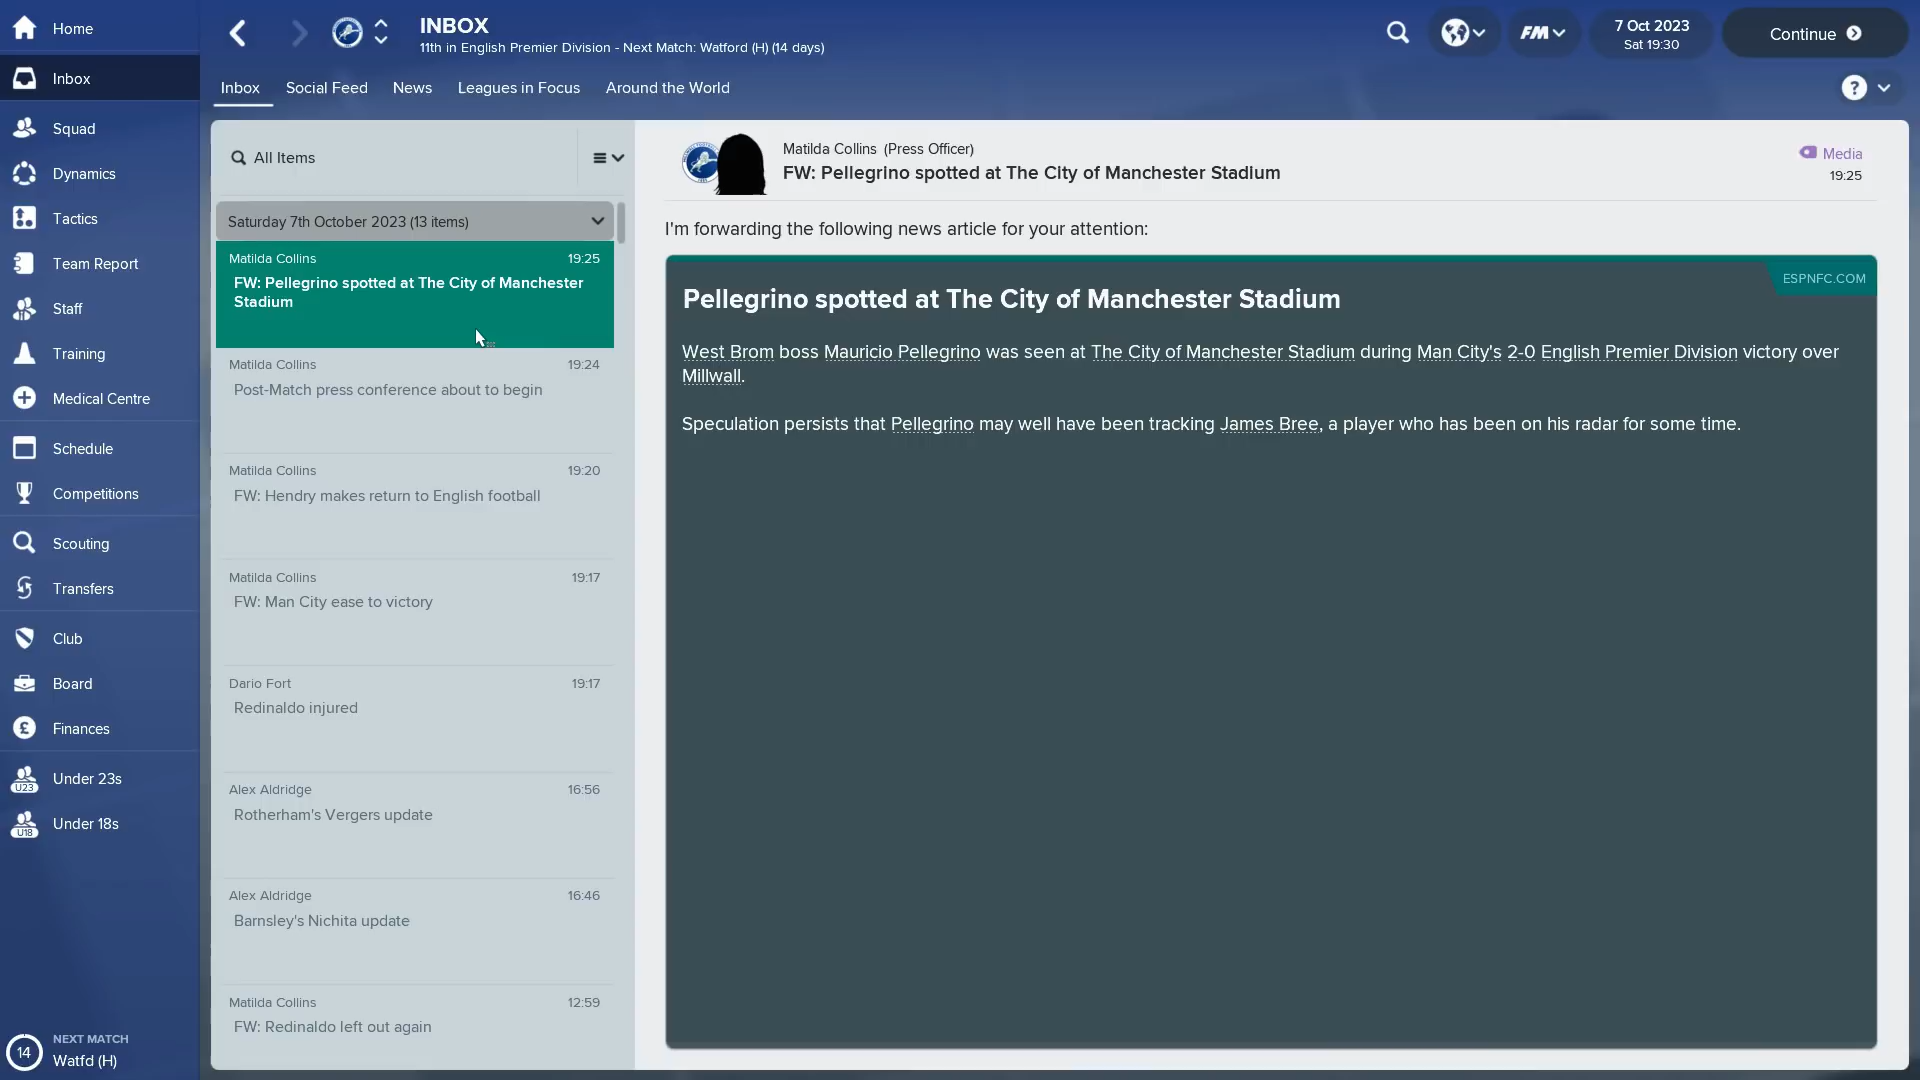 Home
Inbox
Squad
Dynamics
Tactics
Team Report
Staff
Training
Medical Centre
Schedule
Competitions
Scouting
Transfers
Club
Board
Finances
U23
Under 23s
U18
Under 18s
14
NEXT MATCH
Watfd (H)
INBOX
11th in English Premier Division - Next Match: Watford (H) (14 days)
FM
7 Oct 2023
Sat 19:30
Continue
Inbox
Social Feed
News
Leagues in Focus
Around the World
?
All Items
Saturday 7th October 2023 (13 items)
Matilda Collins 19:25
FW: Pellegrino spotted at The City of Manchester
Stadium
Matilda Collins 19:24
Post-Match press conference about to begin
Matilda Collins 19:20
FW: Hendry makes return to English football
Matilda Collins 19:17
FW: Man City ease to victory
Dario Fort 19:17
Redinaldo injured
Alex Aldridge 16:56
Rotherham's Vergers update
Alex Aldridge 16:46
Barnsley's Nichita update
Matilda Collins 12:59
FW: Redinaldo left out again
Matilda Collins (Press Officer)
FW: Pellegrino spotted at The City of Manchester Stadium
Media
19:25
I'm forwarding the following news article for your attention:
ESPNFC.COM
Pellegrino spotted at The City of Manchester Stadium
West Brom boss Mauricio Pellegrino was seen at The City of Manchester Stadium during Man City's 2-0 English Premier Division victory over
Millwall.
Speculation persists that Pellegrino may well have been tracking James Bree, a player who has been on his radar for some time.